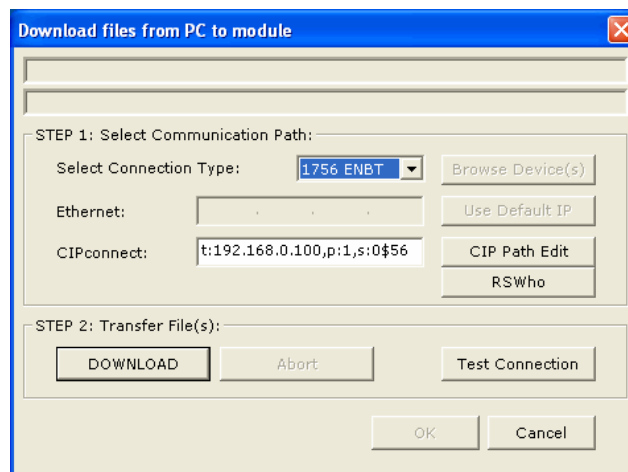 Download files from PC to module
STEP 1: Select Communication Path:
Select Connection Type: 1756 ENBT Browse Device(s)
Ethernet: . . . Use Default IP
CIPconnect: t:192.168.0.100,p:1,s:0$56 CIP Path Edit
RSWho
STEP 2: Transfer File(s):
DOWNLOAD Abort Test Connection
OK Cancel